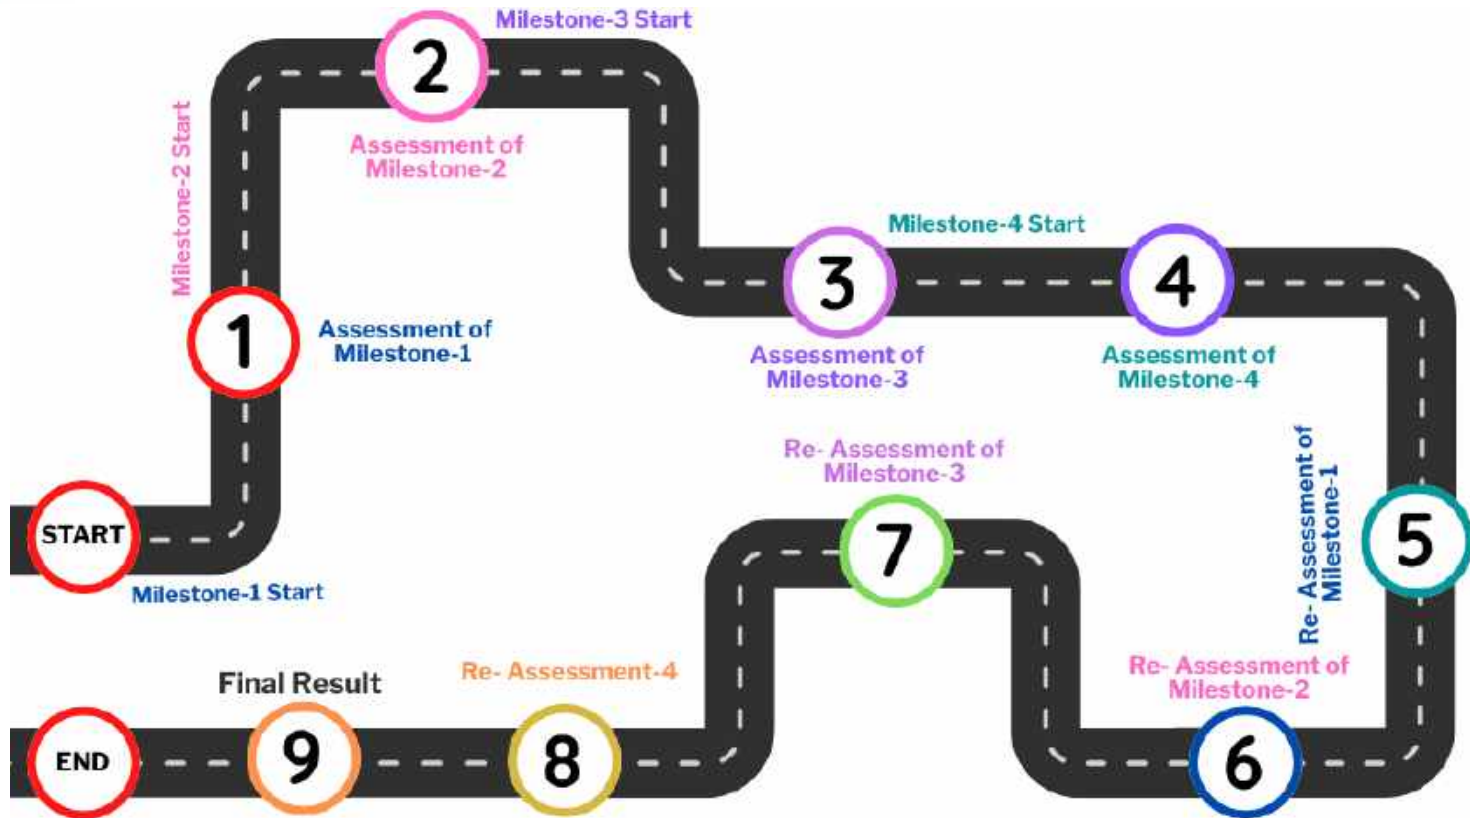 START
Milestone-1 Start
1
Assessment of
Milestone-1
Milestone-2 Start
2
Assessment of
Milestone-2
Milestone-3 Start
3
Assessment of
Milestone-3
Milestone-4 Start
4
Assessment of
Milestone-4
5
Re- Assessment of
Milestone-1
6
Re- Assessment of
Milestone-2
7
Re- Assessment of
Milestone-3
8
Re- Assessment-4
9
Final Result
END